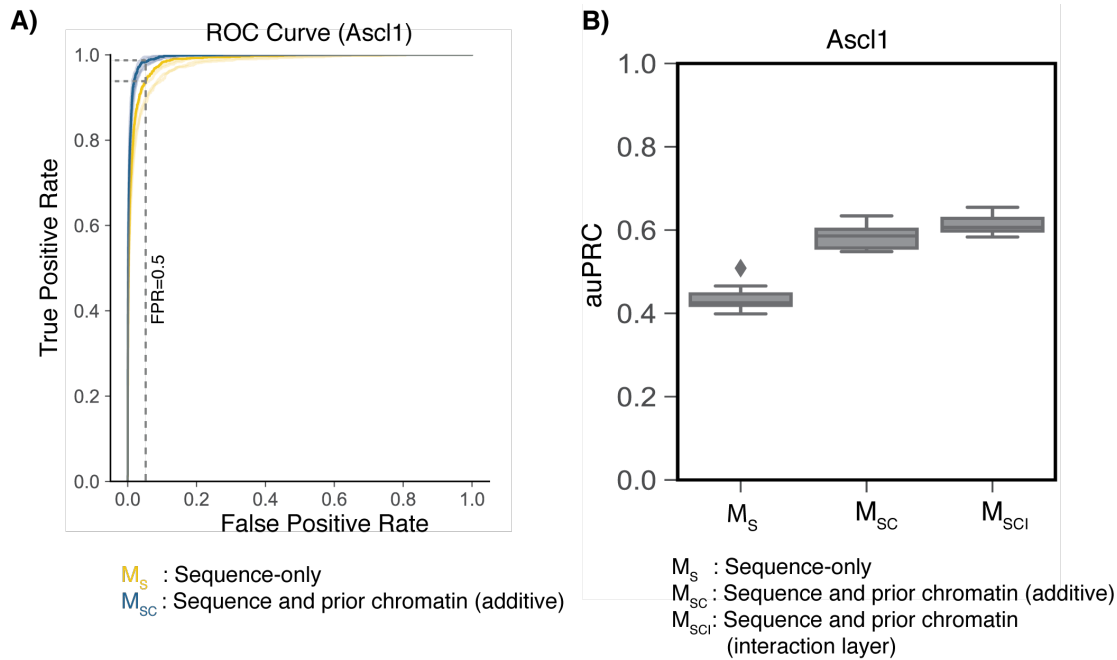 A)
ROC Curve (Ascl1)
True Positive Rate
1.0
0.8
0.6
0.4
0.2
0.0
FPR=0.5
0.0 0.2 0.4 0.6 0.8 1.0
False Positive Rate
MS : Sequence-only
MSC : Sequence and prior chromatin (additive)
B)
Ascl1
auPRC
1.0
0.8
0.6
0.4
0.2
0.0
MS MSC MSCI
MS : Sequence-only
MSC : Sequence and prior chromatin (additive)
MSCI : Sequence and prior chromatin
(interaction layer)